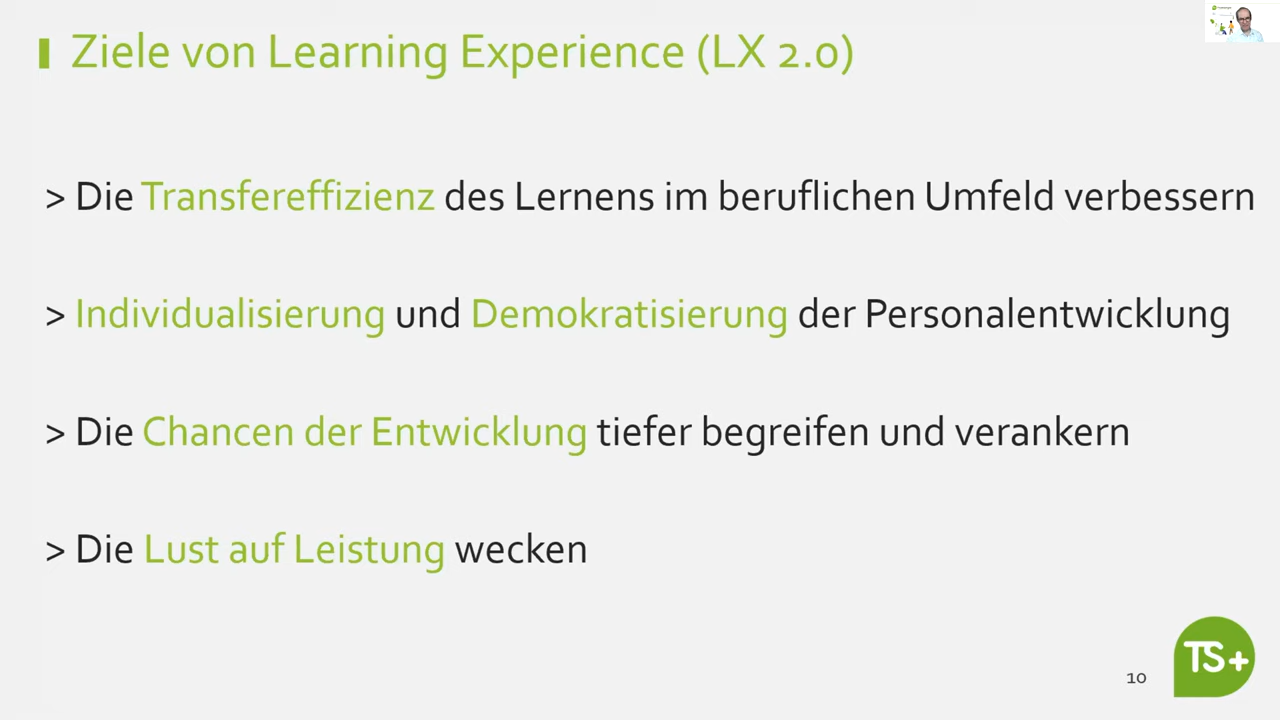 Ziele von Learning Experience (LX 2.0)
> Die Transfereffizienz des Lernens im beruflichen Umfeld verbessern
> Individualisierung und Demokratisierung der Personalentwicklung
> Die Chancen der Entwicklung tiefer begreifen und verankern
> Die Lust auf Leistung wecken
10
TS+